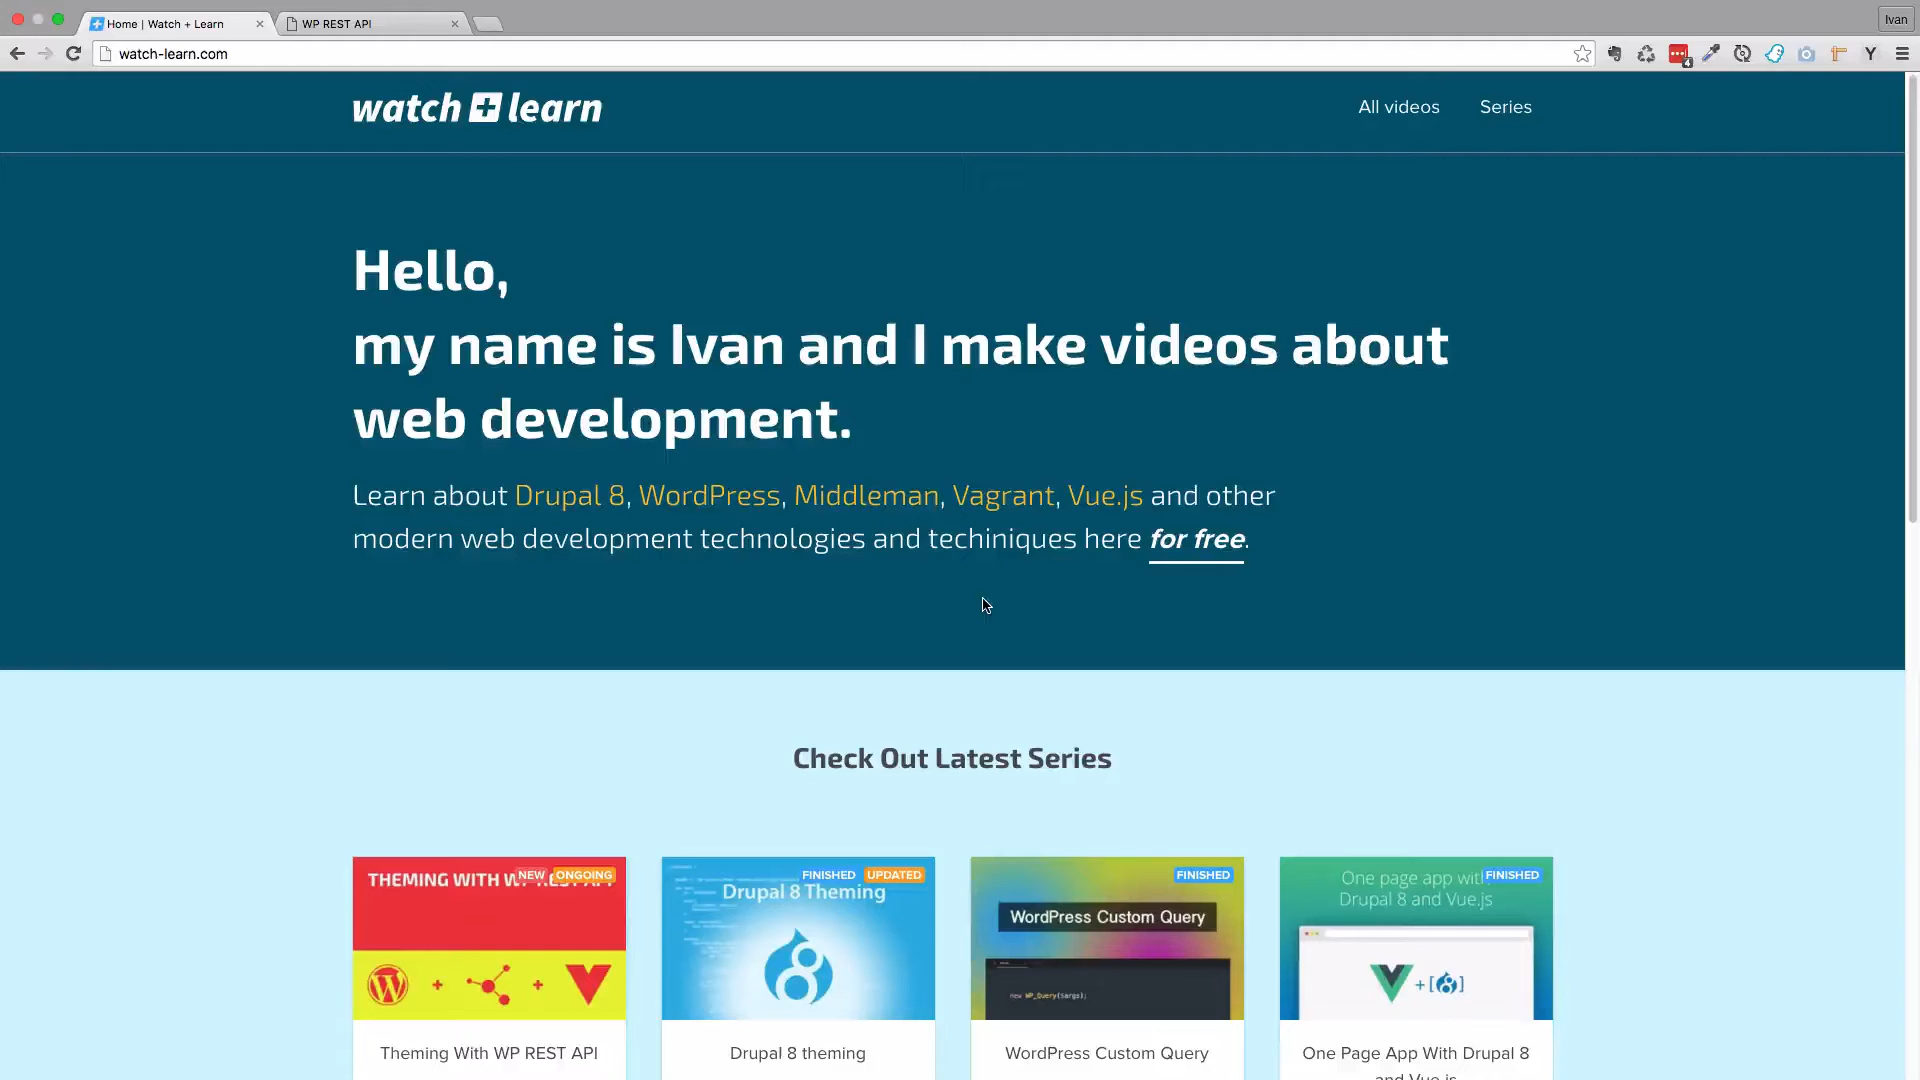 Home | Watch + Learn
WP REST API
Ivan
watch-learn.com
4
Y
watch + learn
All videos
Series
Hello,
my name is Ivan and I make videos about
web development.
Learn about Drupal 8, WordPress, Middleman, Vagrant, Vue.js and other
modern web development technologies and techiniques here for free.
Check Out Latest Series
THEMING WITH WP REST API
NEW
ONGOING
FINISHED
UPDATED
Drupal 8 Theming
FINISHED
WordPress Custom Query
new WP_Query($args);
FINISHED
One page app with
Drupal 8 and Vue.js
Theming With WP REST API
Drupal 8 theming
WordPress Custom Query
One Page App With Drupal 8
and Vue.js